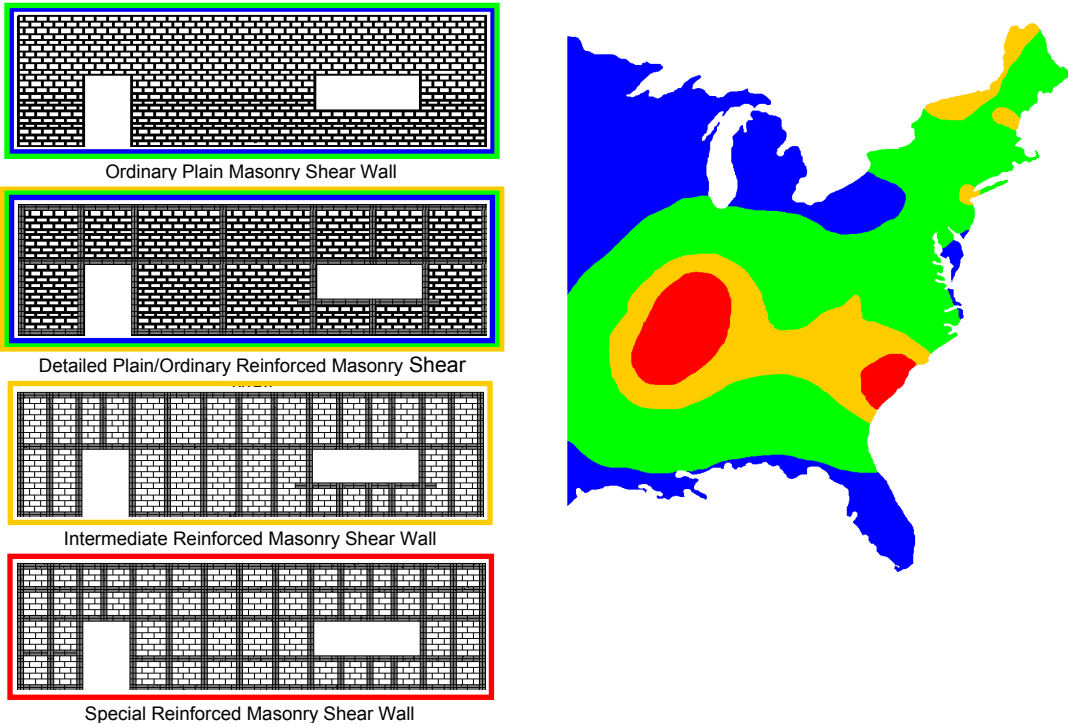 Ordinary Plain Masonry Shear Wall
Detailed Plain/Ordinary Reinforced Masonry Shear
Intermediate Reinforced Masonry Shear Wall
Special Reinforced Masonry Shear Wall